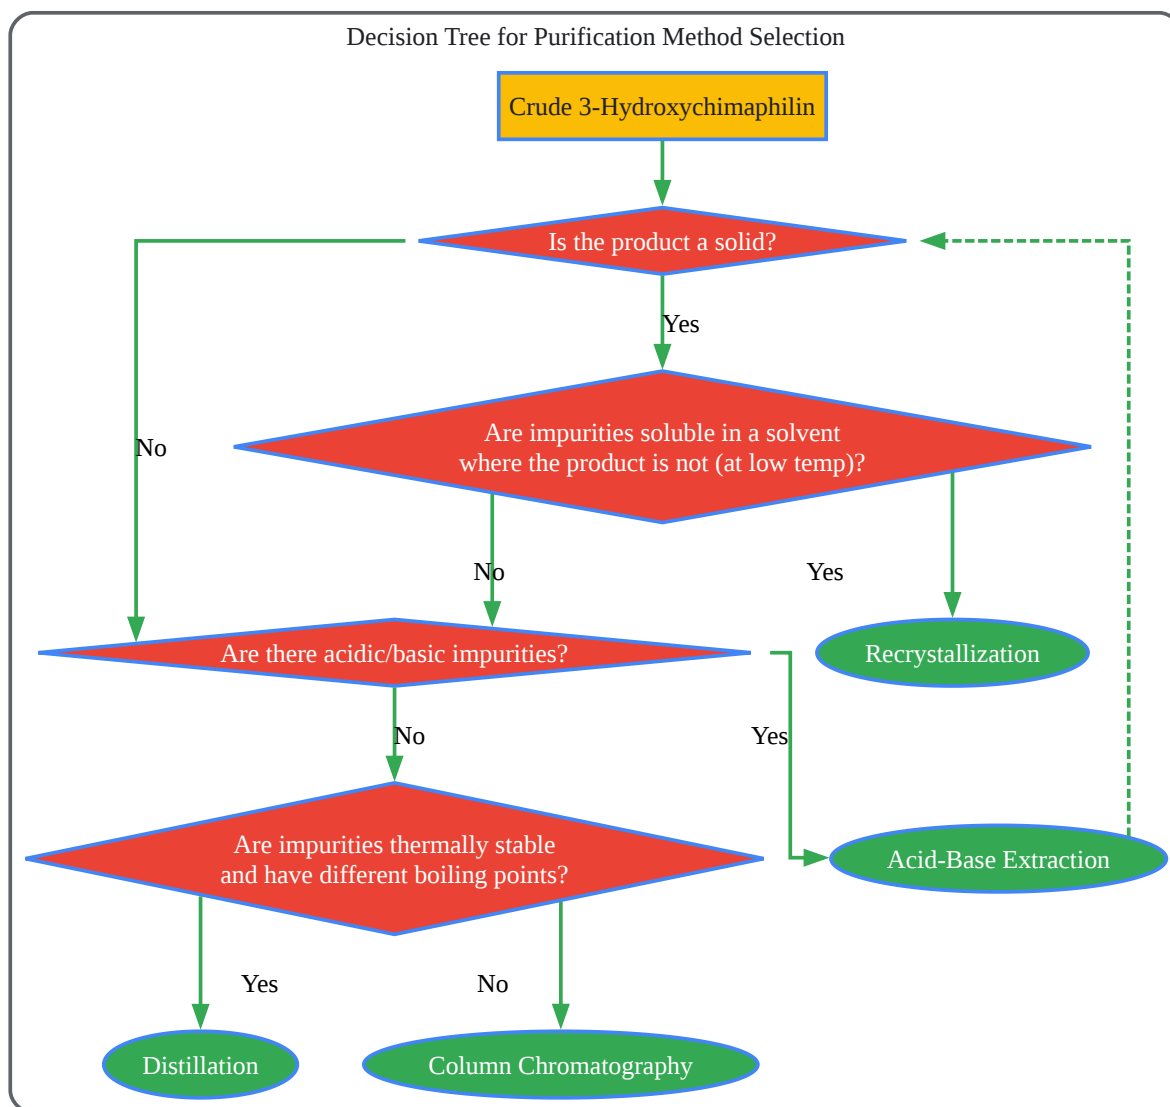 Decision Tree for Purification Method Selection
Crude 3-Hydroxychimaphilin
Is the product a solid?
Yes
No
Are impurities soluble in a solvent
where the product is not (at low temp)?
No
Yes
Are there acidic/basic impurities?
Recrystallization
No
Yes
Are impurities thermally stable
and have different boiling points?
Acid-Base Extraction
Yes
No
Distillation
Column Chromatography